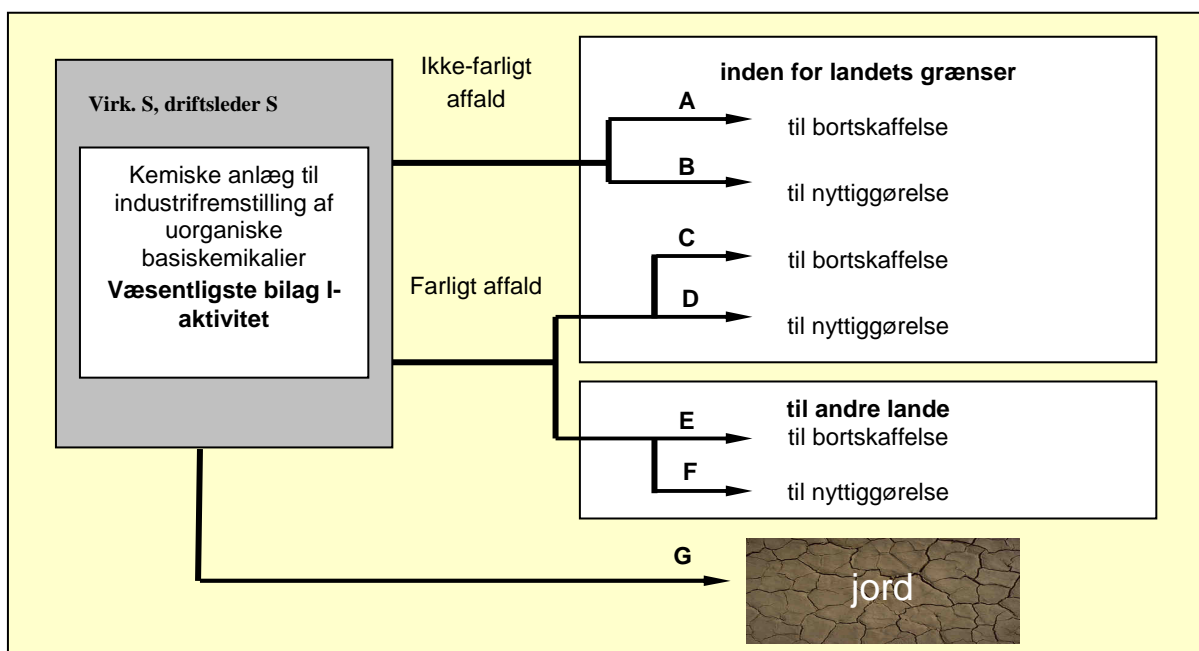 Virk. S, driftsleder S
Kemiske anlæg til
industrifremstilling af
uorganiske
basiskemikalier
Væsentligste bilag I-
aktivitet
Ikke-farligt
affald
Farligt affald
inden for landets grænser
A
til bortskaffelse
B
til nyttiggørelse
C
til bortskaffelse
D
til nyttiggørelse
til andre lande
E
til bortskaffelse
F
til nyttiggørelse
G
jord